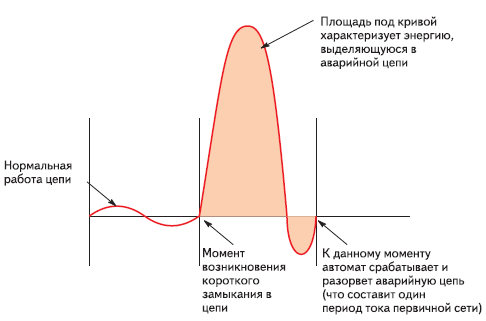 Площадь под кривой
характеризует энергию,
выделяющуюся в
аварийной цепи
Нормальная
работа цепи
Момент
возникновения
короткого
замыкания в
цепи
К данному моменту
автомат срабатывает и
разорвет аварийную цепь
(что составит один
период тока первичной сети)